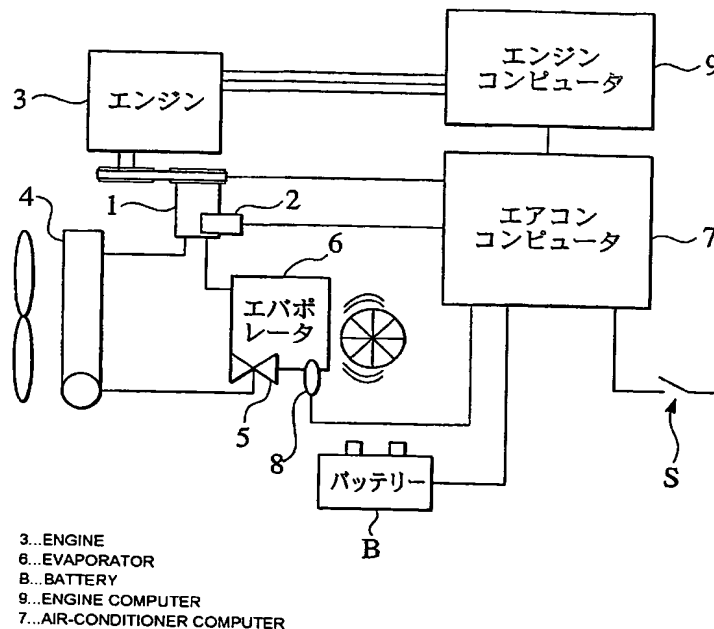 エンジン
コンピュータ
9
3
エンジン
1
2
4
エアコン
コンピュータ
7
6
エバポ
レータ
5
8
バッテリー
B
S
3...ENGINE
6...EVAPORATOR
B...BATTERY
9...ENGINE COMPUTER
7...AIR-CONDITIONER COMPUTER